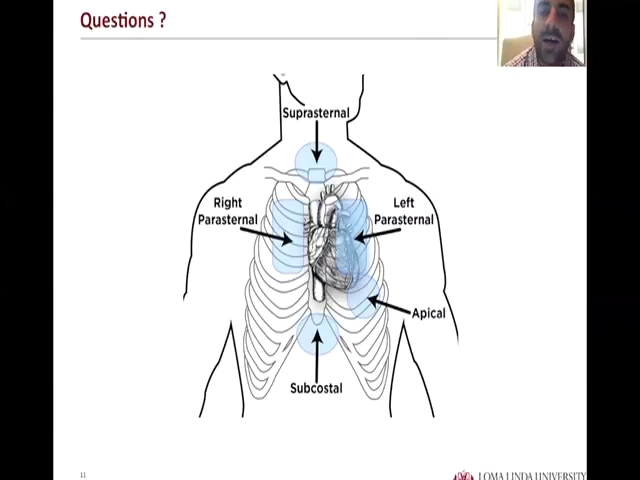 Questions ?
Suprasternal
Right
Parasternal
Left
Parasternal
Apical
Subcostal
11
LOMA LINDA UNIVERSITY